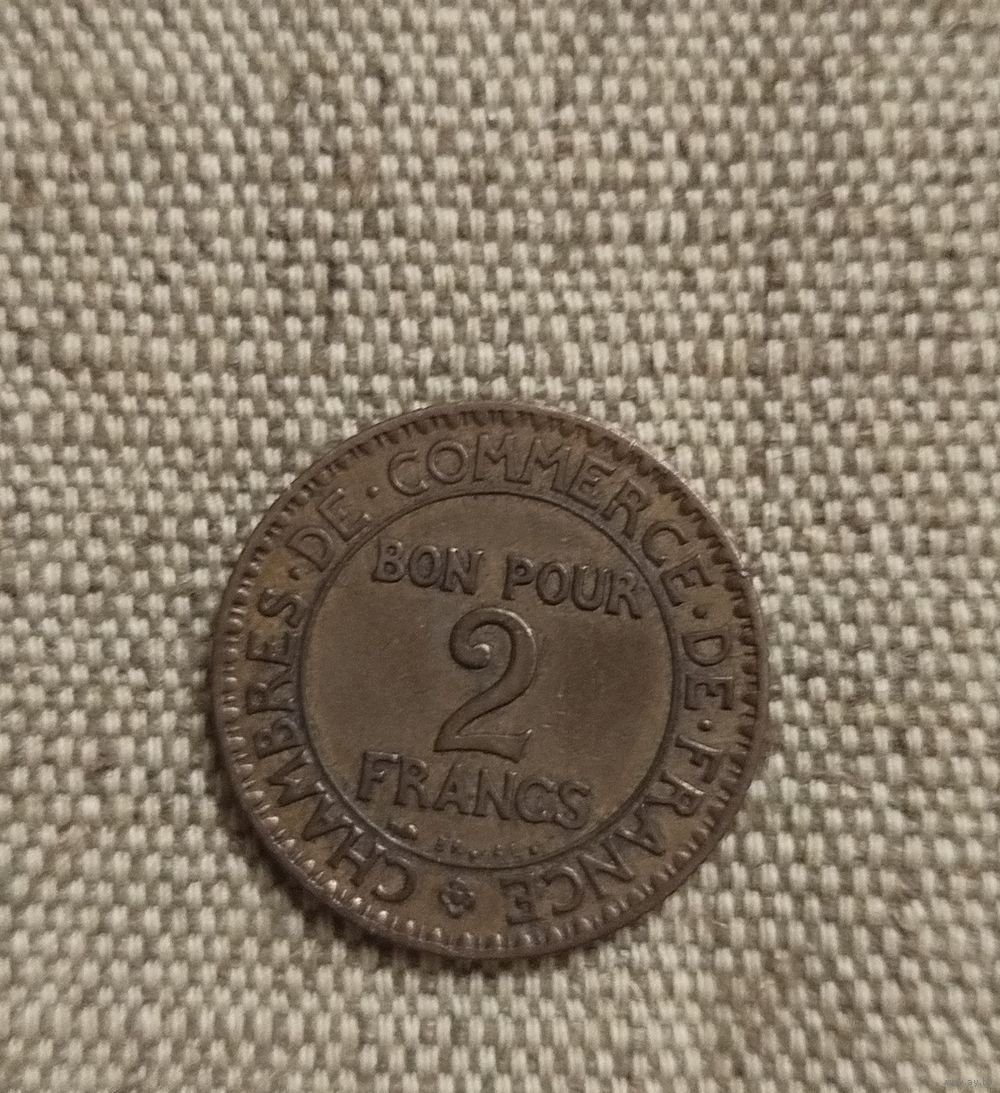 CHAMBRES · DE · COMMERCE · DE · FRANCE
BON POUR
2
FRANCS